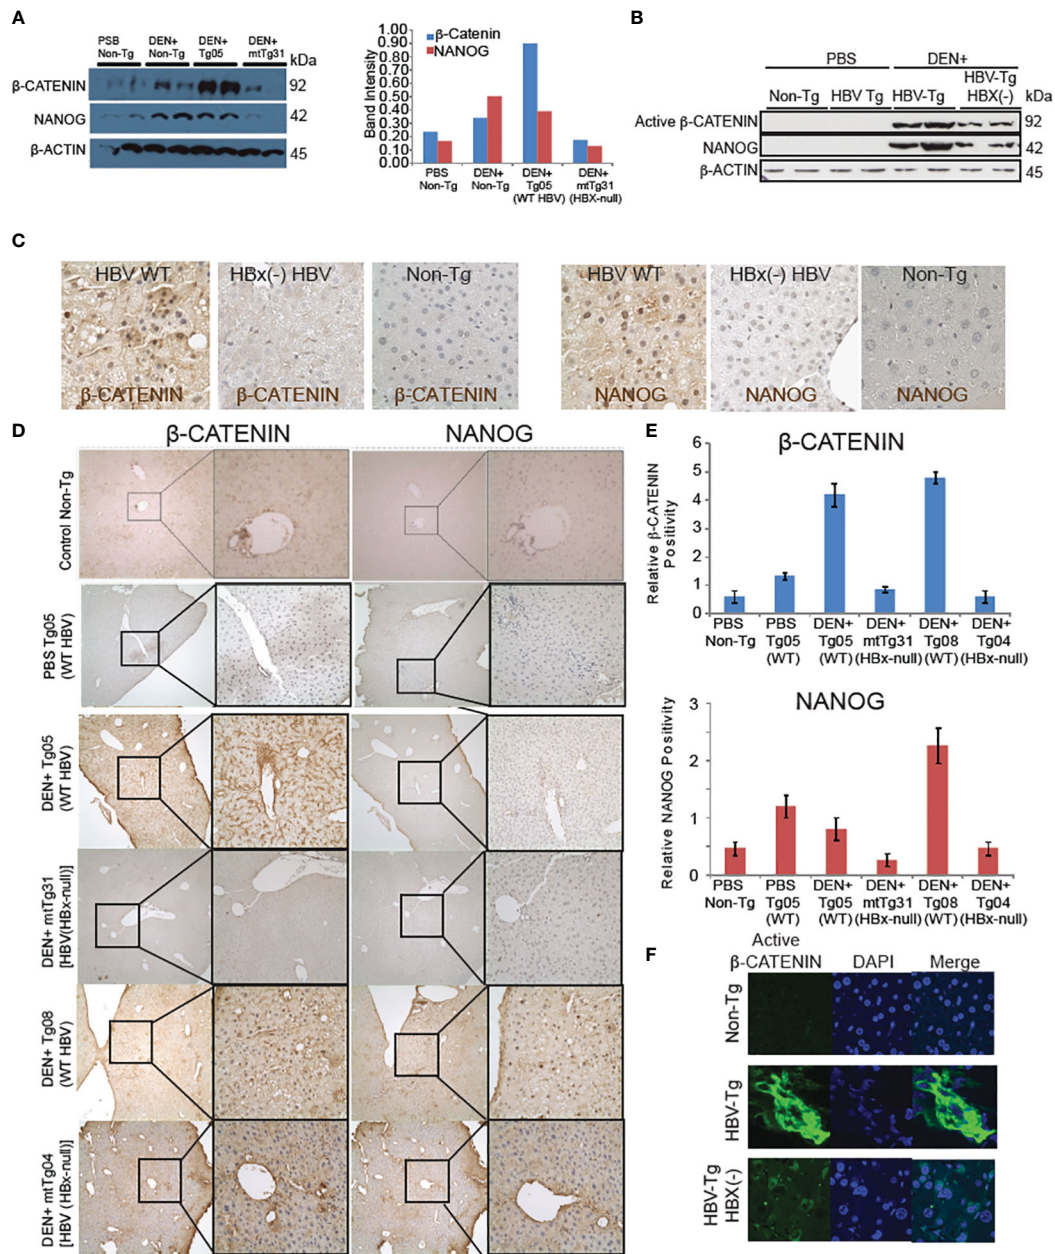 A
PSB
Non-Tg
DEN+
Non-Tg
DEN+
Tg05
DEN+
mtTg31
kDa
β-CATENIN
92
NANOG
42
β-ACTIN
45
Band Intensity
1.00
0.90
0.80
0.70
0.60
0.50
0.40
0.30
0.20
0.10
0.00
β-Catenin
NANOG
PBS
Non-Tg
DEN+
Non-Tg
DEN+
Tg05
(WT HBV)
DEN+
mtTg31
(HBX-null)
B
PBS
DEN+
Non-Tg
HBV Tg
HBV-Tg
HBV-Tg
HBX(-)
kDa
Active β-CATENIN
92
NANOG
42
β-ACTIN
45
C
HBV WT
β-CATENIN
HBx(-) HBV
β-CATENIN
Non-Tg
β-CATENIN
HBV WT
NANOG
HBx(-) HBV
NANOG
Non-Tg
NANOG
D
β-CATENIN
NANOG
Control Non-Tg
PBS Tg05
(WT HBV)
DEN+ Tg05
(WT HBV)
DEN+ mtTg31
[HBV(HBx-null)]
DEN+ Tg08
(WT HBV)
DEN+ mtTg04
[HBV (HBx-null)]
E
β-CATENIN
Relative β-CATENIN
Positivity
6
5
4
3
2
1
0
PBS
Non-Tg
PBS
Tg05
(WT)
DEN+
Tg05
(WT)
DEN+
mtTg31
(HBx-null)
DEN+
Tg08
(WT)
DEN+
Tg04
(HBx-null)
NANOG
Relative NANOG Positivity
3
2
1
0
PBS
Non-Tg
PBS
Tg05
(WT)
DEN+
Tg05
(WT)
DEN+
mtTg31
(HBx-null)
DEN+
Tg08
(WT)
DEN+
Tg04
(HBx-null)
F
Active
β-CATENIN
DAPI
Merge
Non-Tg
HBV-Tg
HBV-Tg
HBX(-)